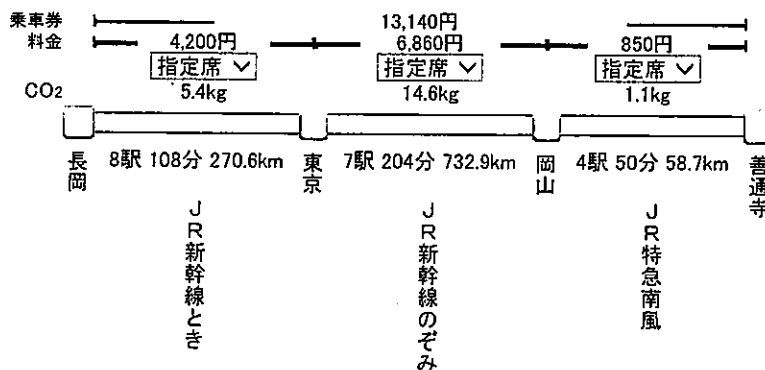 乗車券 13,140円
料金 4,200円 6,860円 850円
指定席 指定席 指定席
CO2 5.4kg 14.6kg 1.1kg
長岡 8駅 108分 270.6km 東京 7駅 204分 732.9km 岡山 4駅 50分 58.7km 善通寺
JR新幹線とき
JR新幹線のぞみ
JR特急南風